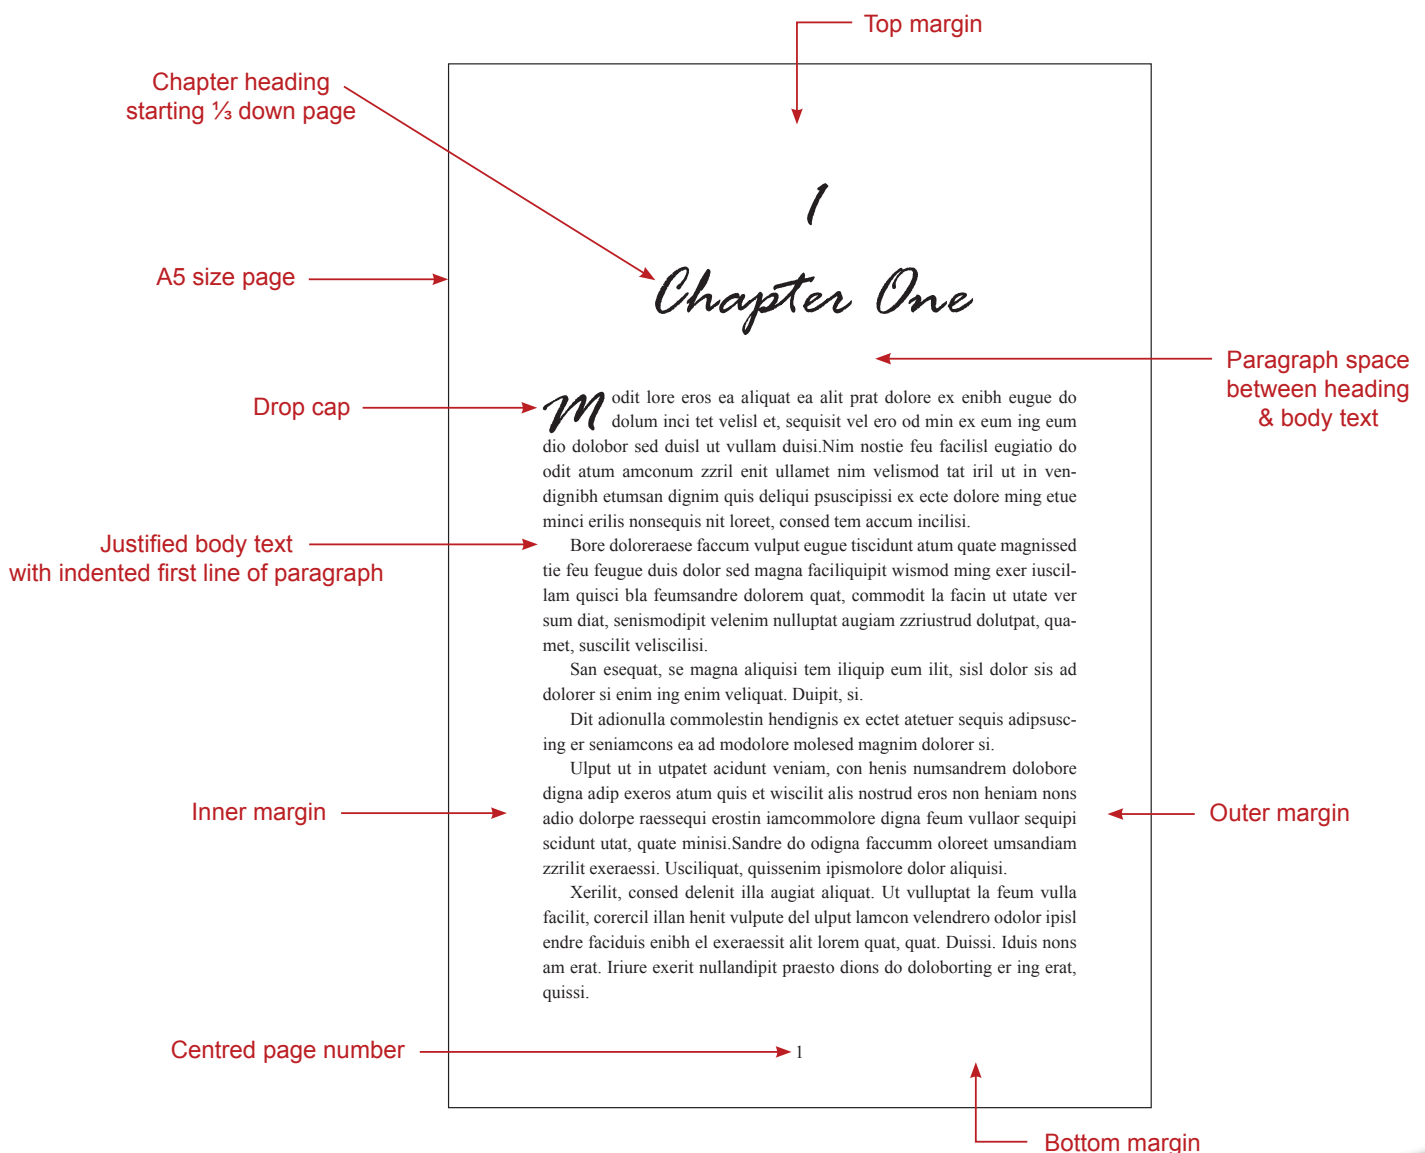 Top margin
Chapter heading
starting ⅓ down page
1
A5 size page
Chapter One
Paragraph space
between heading
& body text
Drop cap
Modit lore eros ea aliquat ea alit prat dolore ex enibh eugue do
dolum inci tet velisl et, sequisit vel ero od min ex eum ing eum
dio dolobor sed duisl ut vullam duisi.Nim nostie feu facilisl eugiatio do
odit atum amconum zzril enit ullamet nim velismod tat iril ut in ven-
dignibh etumsan dignim quis deliqui psuscipissi ex ecte dolore ming etue
minci erilis nonsequis nit loreet, consed tem accum incilisi.
Justified body text
with indented first line of paragraph
Bore doloreraese faccum vulput eugue tiscidunt atum quate magnissed
tie feu feugue duis dolor sed magna faciliquipit wismod ming exer iuscil-
lam quisci bla feumsandre dolorem quat, commodit la facin ut utate ver
sum diat, senismodipit velenim nulluptat augiam zzriustrud dolutpat, qua-
met, suscilit veliscilisi.
San esequat, se magna aliquisi tem iliquip eum ilit, sisl dolor sis ad
dolorer si enim ing enim veliquat. Duipit, si.
Dit adionulla commolestin hendignis ex ectet atetuer sequis adipsusc-
ing er seniamcons ea ad modolore molesed magnim dolorer si.
Ulput ut in utpatet acidunt veniam, con henis numsandrem dolobore
digna adip exeros atum quis et wiscilit alis nostrud eros non heniam nons
adio dolorpe raessequi erostin iamcommolore digna feum vullaor sequipi
scidunt utat, quate minisi.Sandre do odigna faccumm oloreet umsandiam
zzrilit exeraessi. Usciliquat, quissenim ipismolore dolor aliquisi.
Inner margin
Outer margin
Xerilit, consed delenit illa augiat aliquat. Ut vulluptat la feum vulla
facilit, corercil illan henit vulpute del ulput lamcon velendrero odolor ipisl
endre faciduis enibh el exeraessit alit lorem quat, quat. Duissi. Iduis nons
am erat. Iriure exerit nullandipit praesto dions do doloborting er ing erat,
quissi.
Centred page number
1
Bottom margin